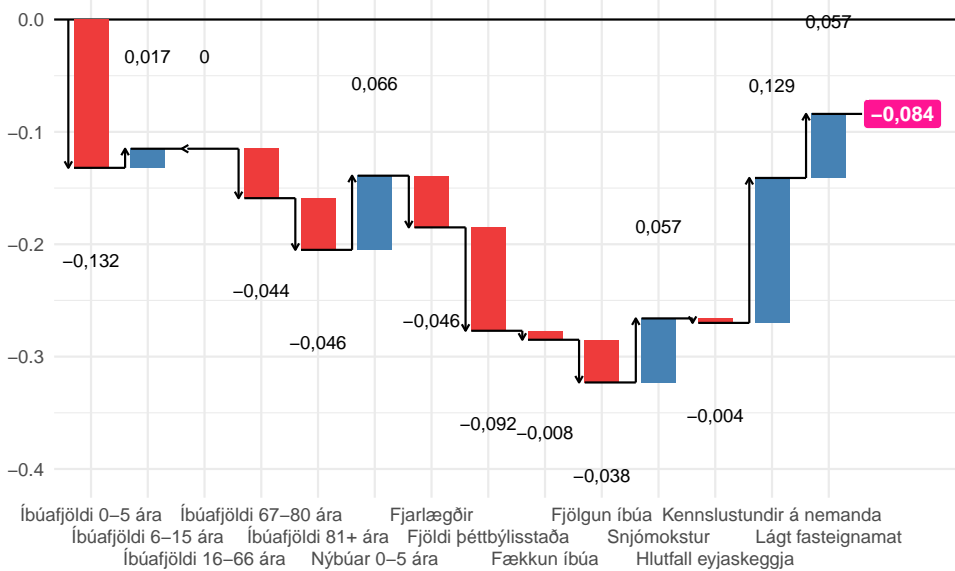 0.0
−0.1
−0.2
−0.3
−0.4
−0,132
0,017
0
−0,044
−0,046
0,066
−0,046
−0,092
−0,008
−0,038
0,057
−0,004
0,129
0,057
−0,084
Íbúafjöldi 0−5 ára
Íbúafjöldi 6−15 ára
Íbúafjöldi 16−66 ára
Íbúafjöldi 67−80 ára
Íbúafjöldi 81+ ára
Nýbúar 0−5 ára
Fjarlægðir
Fjöldi þéttbýlisstaða
Fækkun íbúa
Fjölgun íbúa
Snjómokstur
Hlutfall eyjaskeggja
Kennslustundir á nemanda
Lágt fasteignamat